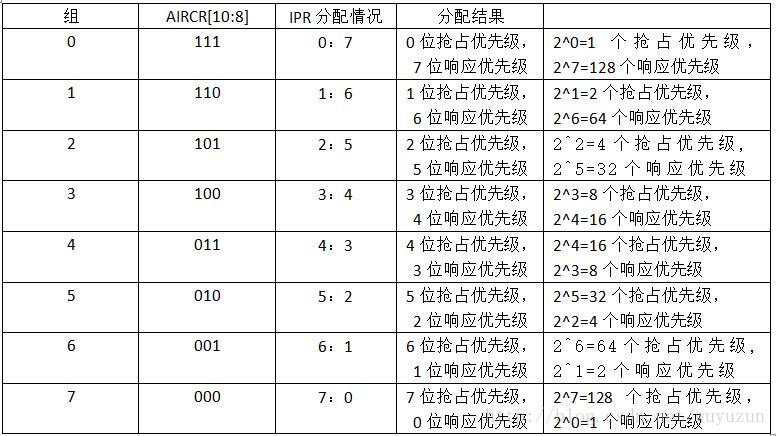 组 AIRCR[10:8] IPR 分配情况 分配结果
0 111 0：7 0 位抢占优先级， 2^0=1 个抢占优先级，
7 位响应优先级 2^7=128 个响应优先级
1 110 1：6 1 位抢占优先级， 2^1=2 个抢占优先级，
6 位响应优先级 2^6=64 个响应优先级
2 101 2：5 2 位抢占优先级， 2^2=4 个抢占优先级，
5 位响应优先级 2^5=32 个响应优先级
3 100 3：4 3 位抢占优先级， 2^3=8 个抢占优先级，
4 位响应优先级 2^4=16 个响应优先级
4 011 4：3 4 位抢占优先级， 2^4=16 个抢占优先级，
3 位响应优先级 2^3=8 个响应优先级
5 010 5：2 5 位抢占优先级， 2^5=32 个抢占优先级，
2 位响应优先级 2^2=4 个响应优先级
6 001 6：1 6 位抢占优先级， 2^6=64 个抢占优先级，
1 位响应优先级 2^1=2 个响应优先级
7 000 7：0 7 位抢占优先级， 2^7=128 个抢占优先级，
0 位响应优先级 2^0=1 个响应优先级